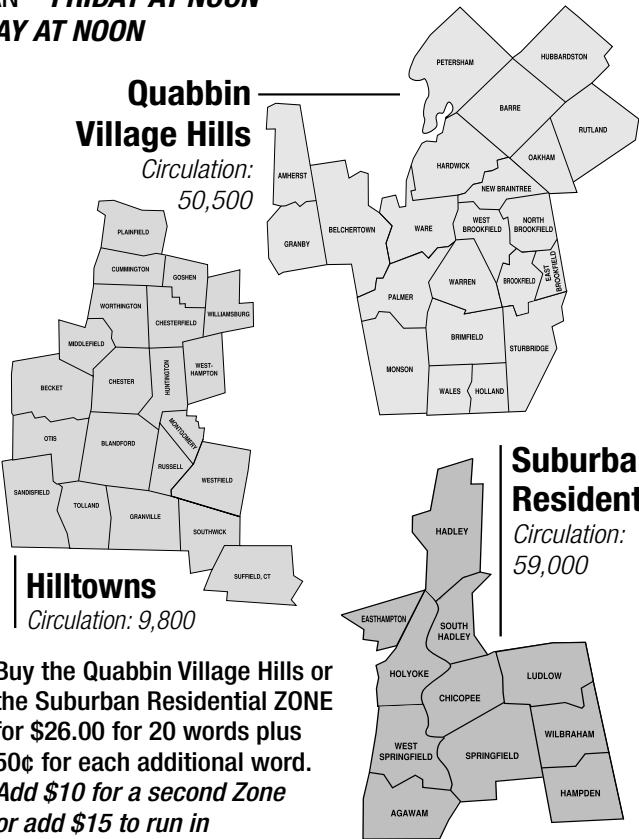 AN FRIDAY AT NOON
AY AT NOON
Quabbin
Village Hills
Circulation:
50,500
PETERSHAM
HUBBARDSTON
BARRE
RUTLAND
HARDWICK
OAKHAM
NEW BRAINTREE
AMHERST
GRANBY
BELCHERTOWN
WARE
WEST
BROOKFIELD
NORTH
BROOKFIELD
EAST
BROOKFIELD
BROOKFIELD
WARREN
PALMER
BRIMFIELD
STURBRIDGE
MONSON
WALES
HOLLAND
PLAINFIELD
CUMMINGTON
GOSHEN
WORTHINGTON
CHESTERFIELD
WILLIAMSBURG
MIDDLEFIELD
BECKET
CHESTER
HUNTINGTON
WEST-
HAMPTON
OTIS
BLANDFORD
MONTGOMERY
RUSSELL
WESTFIELD
SANDISFIELD
TOLLAND
GRANVILLE
SOUTHWICK
SUFFIELD, CT
Hilltowns
Circulation: 9,800
Suburba
Resident
Circulation:
59,000
HADLEY
EASTHAMPTON
SOUTH
HADLEY
HOLYOKE
CHICOPEE
LUDLOW
WEST
SPRINGFIELD
SPRINGFIELD
WILBRAHAM
AGAWAM
HAMPDEN
Buy the Quabbin Village Hills or
the Suburban Residential ZONE
for $26.00 for 20 words plus
50¢ for each additional word.
Add $10 for a second Zone
or add $15 to run in